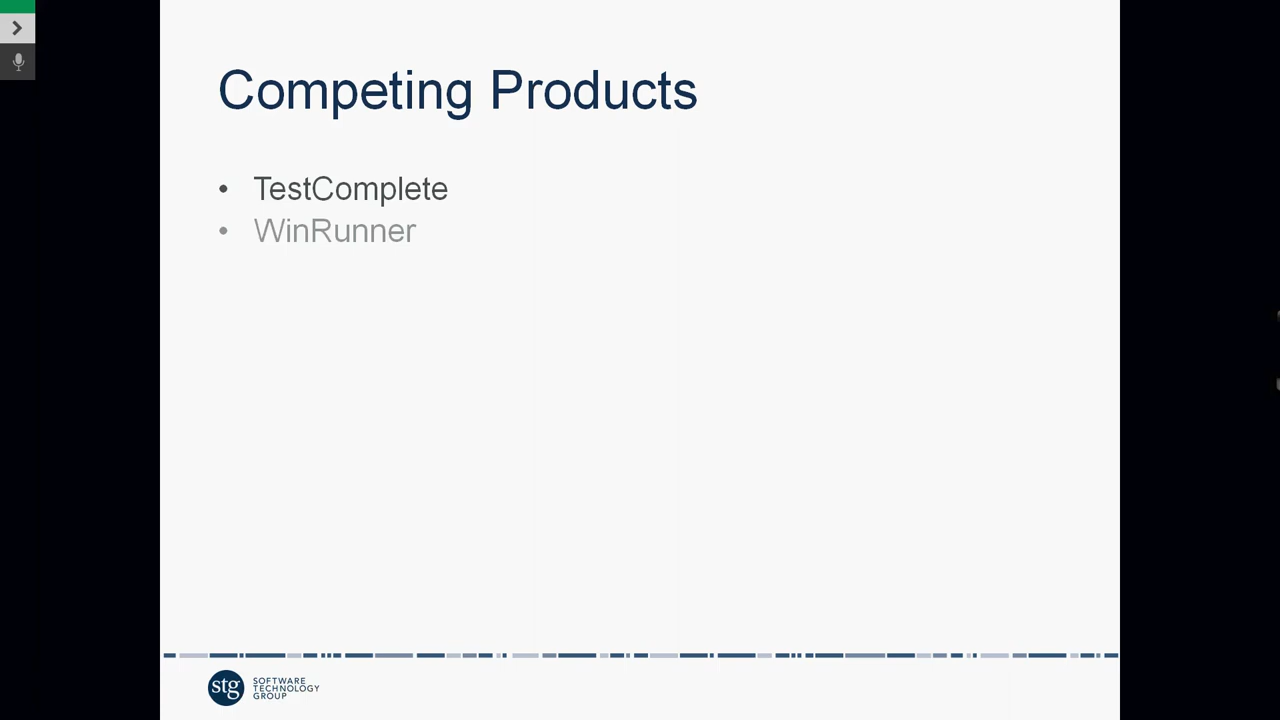 Competing Products
• TestComplete
• WinRunner
stg
SOFTWARE
TECHNOLOGY
GROUP